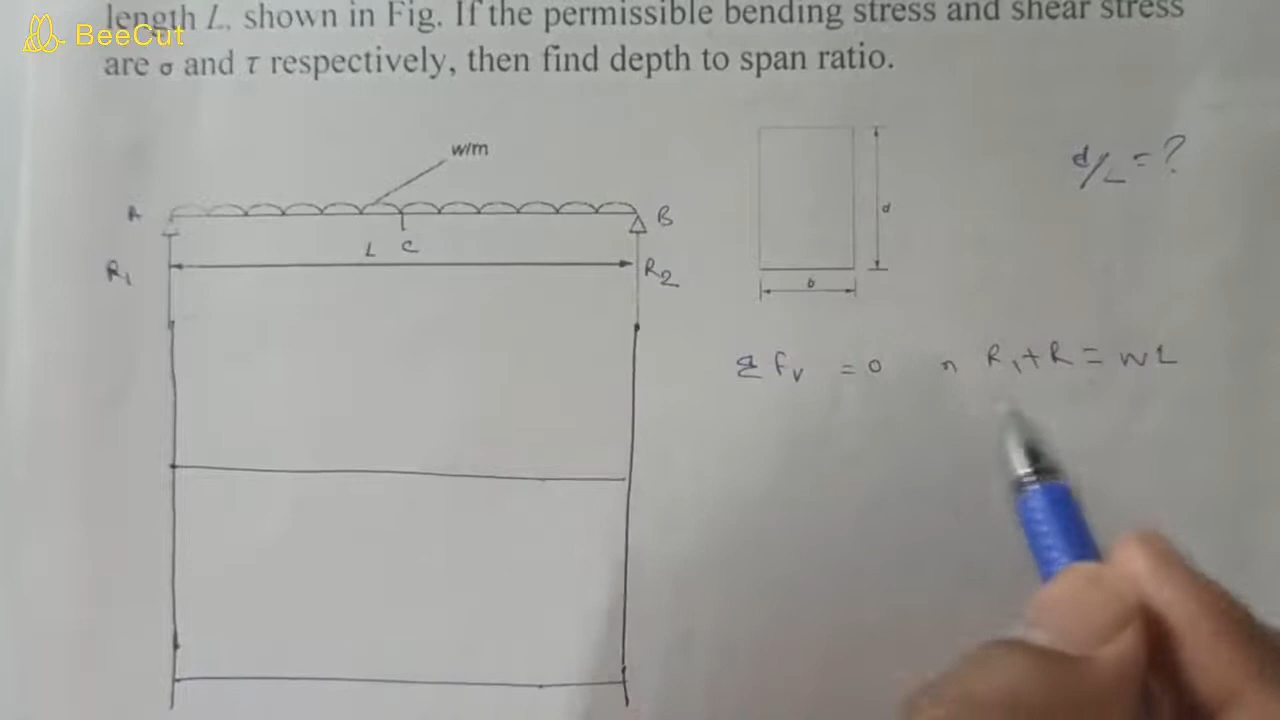 length L, shown in Fig. If the permissible bending stress and shear stress
BeeCut
are σ and τ respectively, then find depth to span ratio.
w/m
d/L = ?
A
B
d
L C
R1
R2
b
Σ Fv = 0
R1 + R = WL